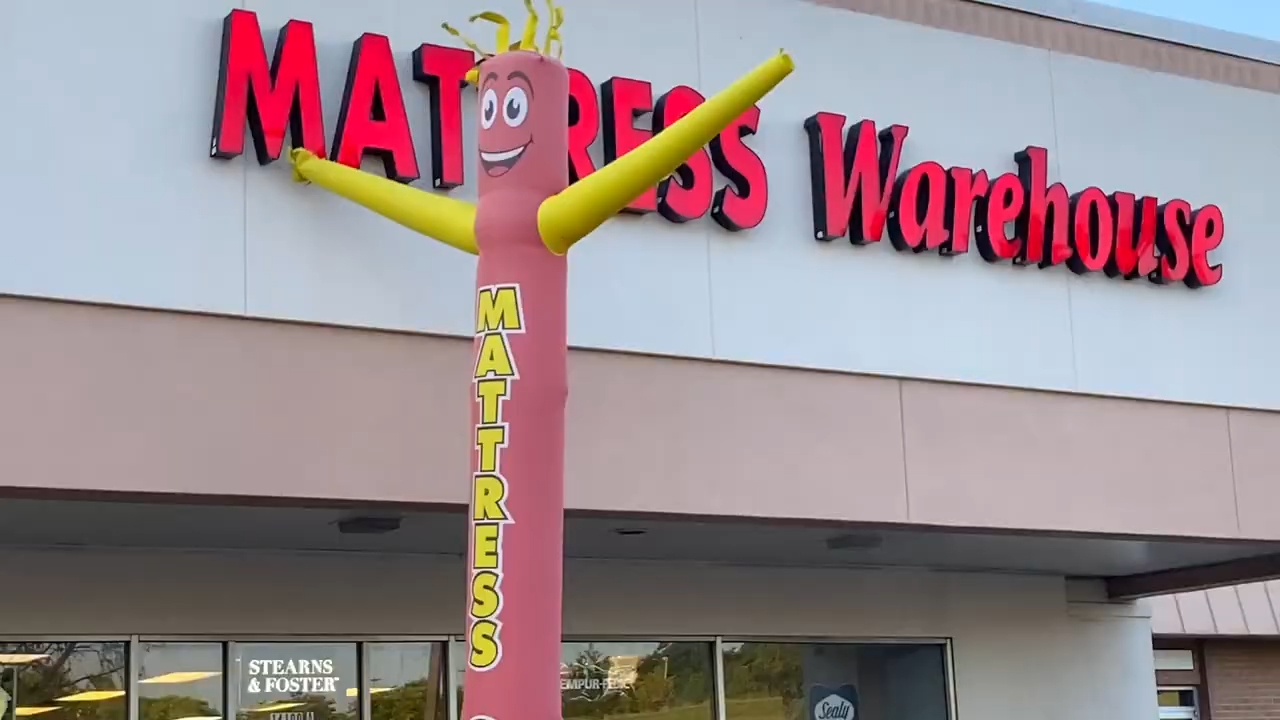 MATTRESS Warehouse
MATTRESS
STEARNS
& FOSTER
Sealy